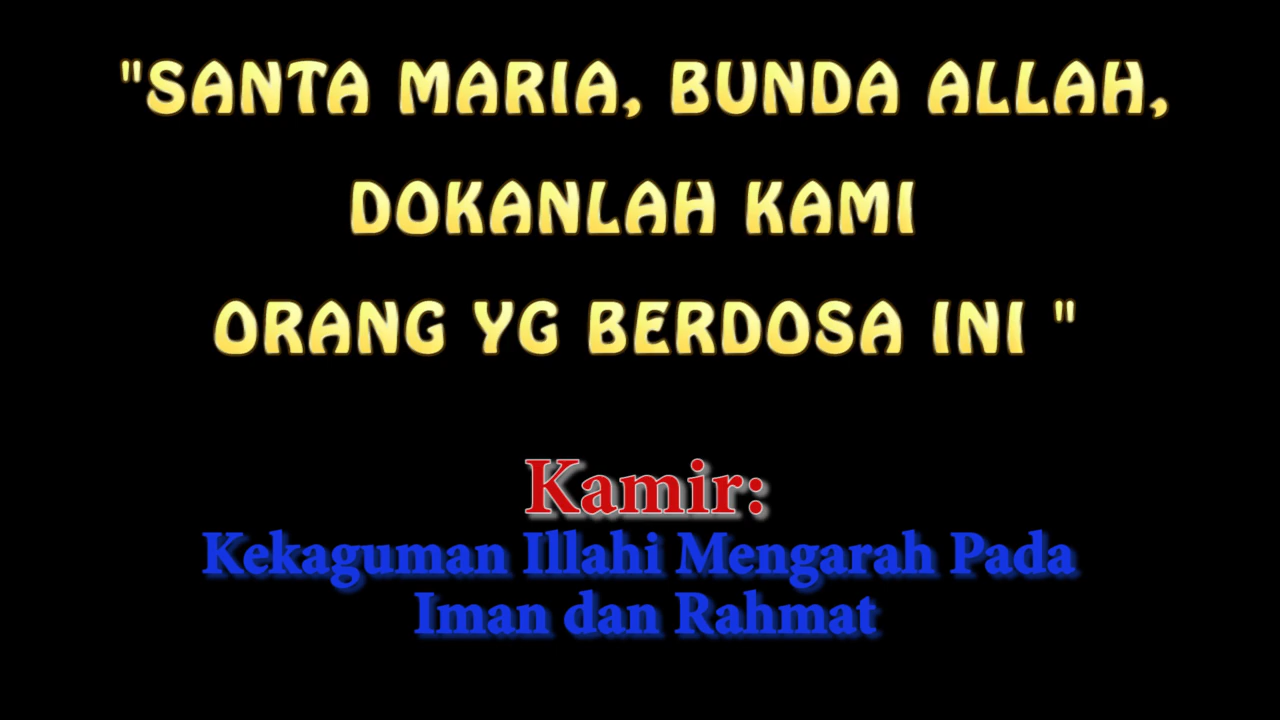 "SANTA MARIA, BUNDA ALLAH,
DOKANLAH KAMI
ORANG YG BERDOSA INI "
Kamir:
Kekaguman Illahi Mengarah Pada
Iman dan Rahmat